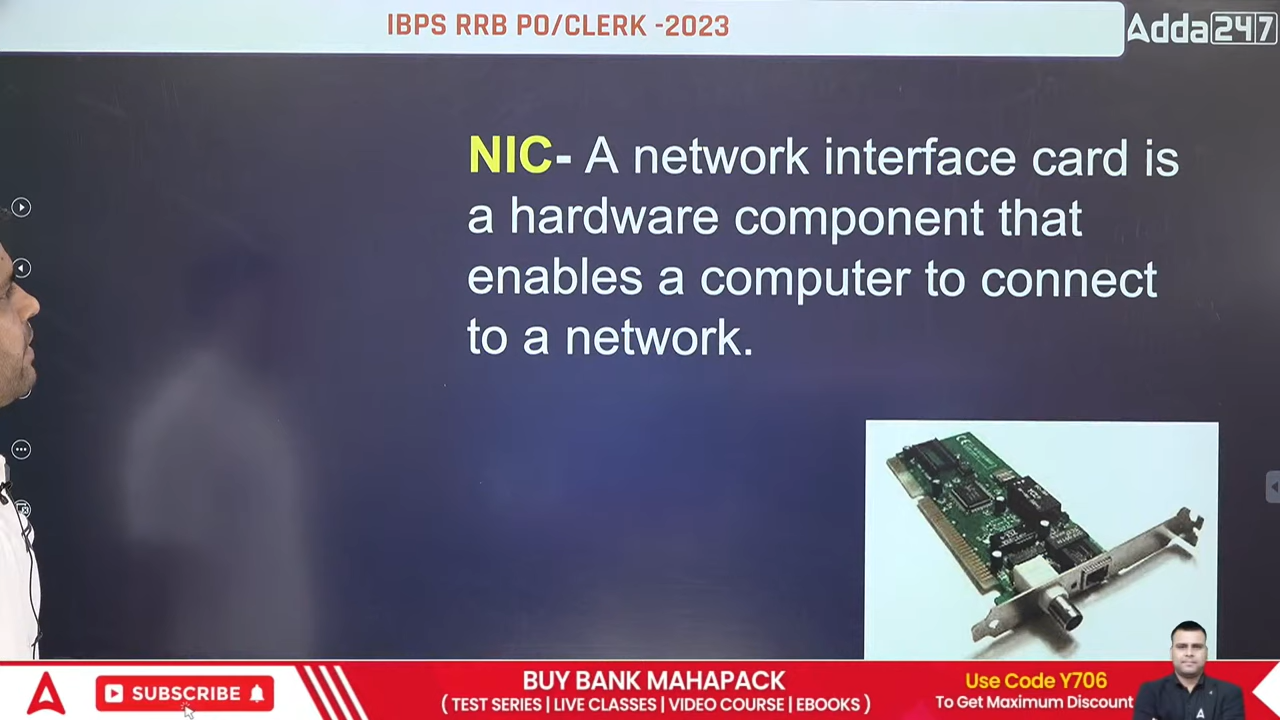 IBPS RRB PO/CLERK -2023
Adda247
NIC- A network interface card is
a hardware component that
enables a computer to connect
to a network.
SUBSCRIBE
BUY BANK MAHAPACK
( TEST SERIES | LIVE CLASSES | VIDEO COURSE | EBOOKS )
Use Code Y706
To Get Maximum Discount